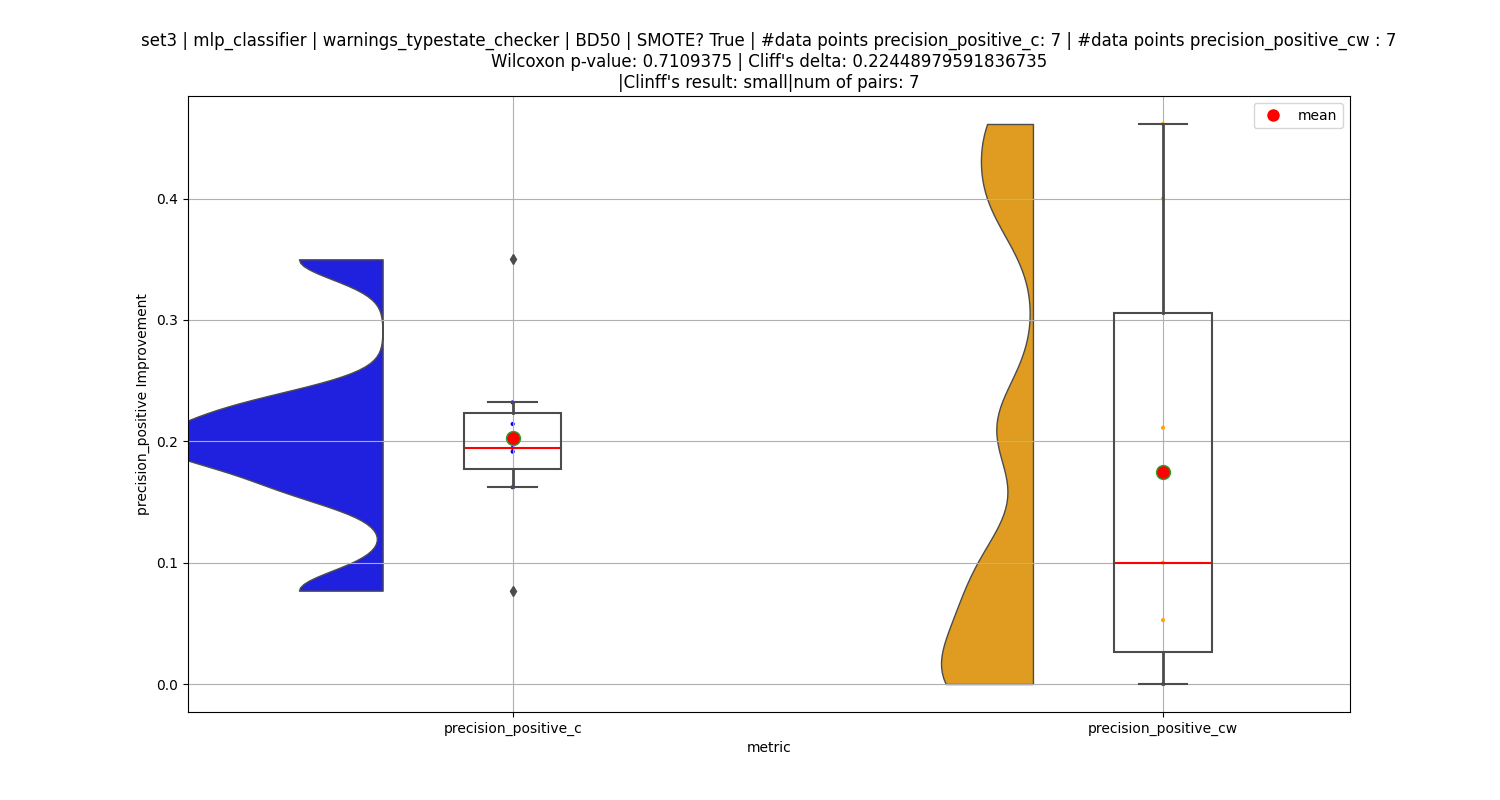 set3 | mlp_classifier | warnings_typestate_checker | BD50 | SMOTE? True | #data points precision_positive_c: 7 | #data points precision_positive_cw : 7
Wilcoxon p-value: 0.7109375 | Cliff's delta: 0.22448979591836735
|Clinff's result: small|num of pairs: 7
mean
0.4
0.3
0.2
0.1
0.0
precision_positive Improvement
precision_positive_c
precision_positive_cw
metric